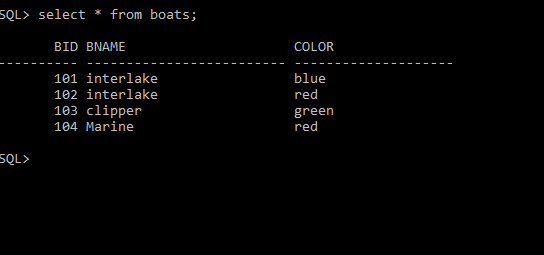 SQL> select * from boats;
       BID BNAME                     COLOR
---------- ------------------------- --------------------
       101 interlake                 blue
       102 interlake                 red
       103 clipper                   green
       104 Marine                    red
SQL>